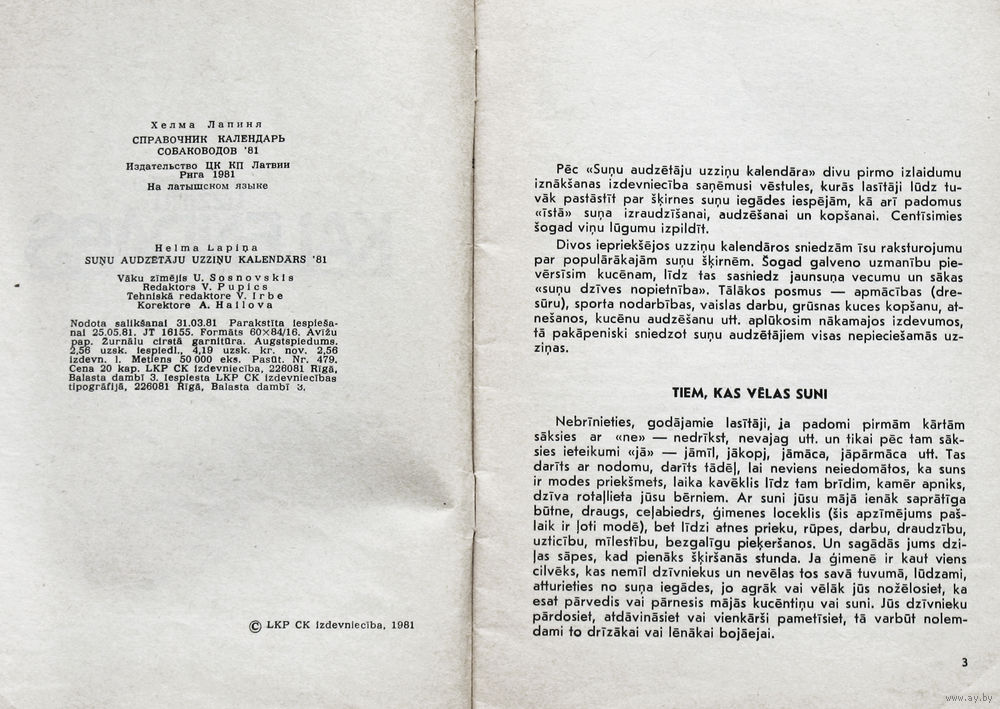 Хелма Лапиня
СПРАВОЧНИК КАЛЕНДАРЬ
СОБАКОВОДОВ '81
Издательство ЦК КП Латвии
Рига 1981
На латышском языке
Helma Lapiņa
SUŅU AUDZĒTĀJU UZZIŅU KALENDĀRS '81
Vāku zīmējis U. Sosnovskis
Redaktors V. Pupics
Tehniskā redaktore V. Irbe
Korektore A. Hailova
Nodota salikšanai 31.03.81 Parakstīta iespieša-
nai 25.05.81. JT 16155. Formāts 60×84/16. Avīžu
pap. Žurnālu cirstā garnitūra. Augstspiedums.
2,56 uzsk. iespiedl., 4,19 uzsk. kr. nov. 2,56
izdevn. l. Metiens 50 000 eks. Pasūt. Nr. 479.
Cena 20 kap. LKP CK izdevniecība, 226081 Rīgā,
Balasta dambī 3. Iespiesta LKP CK izdevniecības
tipogrāfijā, 226081 Rīgā, Balasta dambī 3.
© LKP CK izdevniecība, 1981
Pēc «Suņu audzētāju uzziņu kalendāra» divu pirmo izlaidumu
iznākšanas izdevniecība saņēmusi vēstules, kurās lasītāji lūdz tu-
vāk pastāstīt par šķirnes suņu iegādes iespējām, kā arī padomus
«īstā» suņa izraudzīšanai, audzēšanai un kopšanai. Centīsimies
šogad viņu lūgumu izpildīt.
Divos iepriekšējos uzziņu kalendāros sniedzām īsu raksturojumu
par populārākajām suņu šķirnēm. Šogad galveno uzmanību pie-
vērsīsim kucēnam, līdz tas sasniedz jaunsuņa vecumu un sākas
«suņu dzīves nopietnība». Tālākos posmus — apmācības (dre-
sūru), sporta nodarbības, vaislas darbu, grūsnas kuces kopšanu, at-
nešanos, kucēnu audzēšanu utt. aplūkosim nākamajos izdevumos,
tā pakāpeniski sniedzot suņu audzētājiem visas nepieciešamās uz-
ziņas.
TIEM, KAS VĒLAS SUNI
Nebrīnieties, godājamie lasītāji, ja padomi pirmām kārtām
sāksies ar «ne» — nedrīkst, nevajag utt. un tikai pēc tam sāk-
sies ieteikumi «jā» — jāmīl, jākopj, jāmāca, jāpārmāca utt. Tas
darīts ar nodomu, darīts tādēļ, lai neviens neiedomātos, ka suns
ir modes priekšmets, laika kavēklis līdz tam brīdim, kamēr apniks,
dzīva rotaļlieta jūsu bērniem. Ar suni jūsu mājā ienāk saprātīga
būtne, draugs, ceļabiedrs, ģimenes loceklis (šis apzīmējums paš-
laik ir ļoti modē), bet līdzi atnes prieku, rūpes, darbu, draudzību,
uzticību, mīlestību, bezgalīgu pieķeršanos. Un sagādās jums dzi-
ļas sāpes, kad pienāks šķiršanās stunda. Ja ģimenē ir kaut viens
cilvēks, kas nemīl dzīvniekus un nevēlas tos savā tuvumā, lūdzami,
atturieties no suņa iegādes, jo agrāk vai vēlāk jūs nožēlosiet, ka
esat pārvedis vai pārnesis mājās kucēntiņu vai suni. Jūs dzīvnieku
pārdosiet, atdāvināsiet vai vienkārši pametīsiet, tā varbūt nolem-
dami to drīzākai vai lēnākai bojāejai.
3
www.ay.by